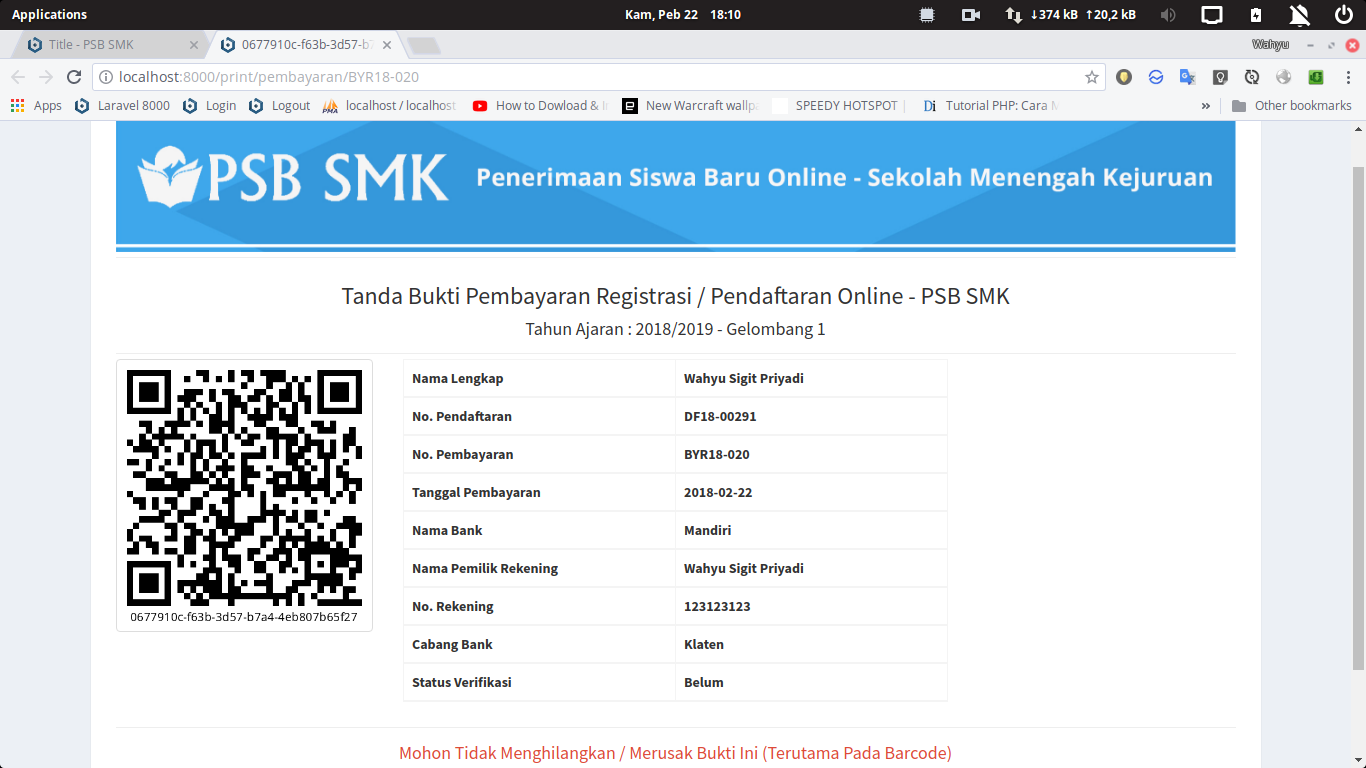 Applications
Kam, Peb 22 18:10
↓374 kB ↑20,2 kB
Title - PSB SMK
0677910c-f63b-3d57-b7
Wahyu
localhost:8000/print/pembayaran/BYR18-020
Apps
Laravel 8000
Login
Logout
localhost / localhost
How to Dowload & I
New Warcraft wallpa
SPEEDY HOTSPOT |
Tutorial PHP: Cara M
»
Other bookmarks
PSB SMK
Penerimaan Siswa Baru Online - Sekolah Menengah Kejuruan
Tanda Bukti Pembayaran Registrasi / Pendaftaran Online - PSB SMK
Tahun Ajaran : 2018/2019 - Gelombang 1
Nama Lengkap Wahyu Sigit Priyadi
No. Pendaftaran DF18-00291
No. Pembayaran BYR18-020
Tanggal Pembayaran 2018-02-22
Nama Bank Mandiri
Nama Pemilik Rekening Wahyu Sigit Priyadi
No. Rekening 123123123
Cabang Bank Klaten
Status Verifikasi Belum
0677910c-f63b-3d57-b7a4-4eb807b65f27
Mohon Tidak Menghilangkan / Merusak Bukti Ini (Terutama Pada Barcode)